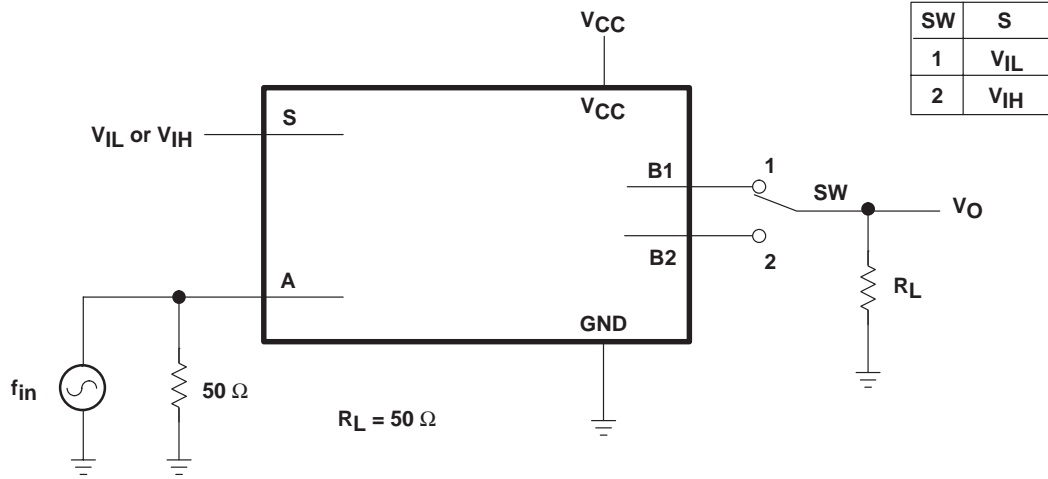 VCC
SW S
1 VIL
2 VIH
VCC
S
VIL or VIH
B1
1
SW
VO
B2
2
RL
A
GND
fin
50 Ω
RL = 50 Ω